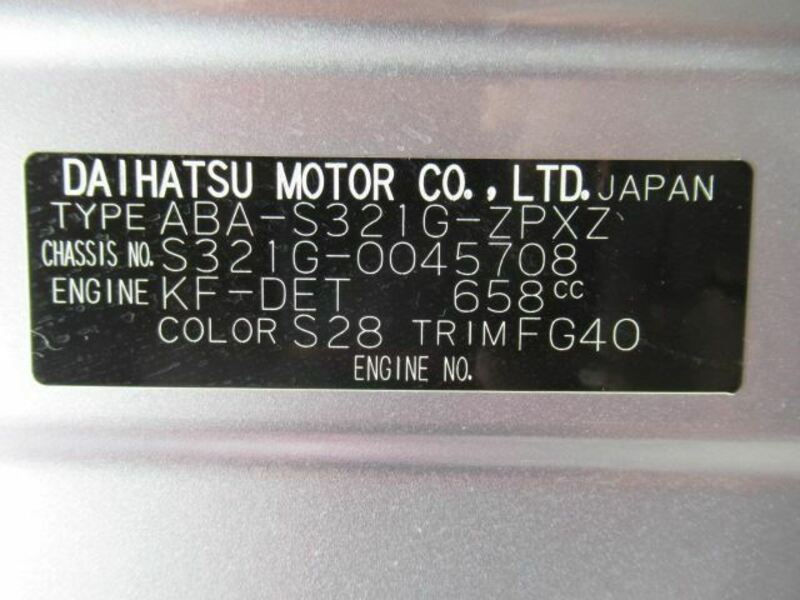 DAIHATSU MOTOR CO., LTD. JAPAN
TYPE ABA-S321G-ZPXZ
CHASSIS NO. S321G-0045708
ENGINE KF-DET 658cc
COLOR S28 TRIM FG40
ENGINE NO.